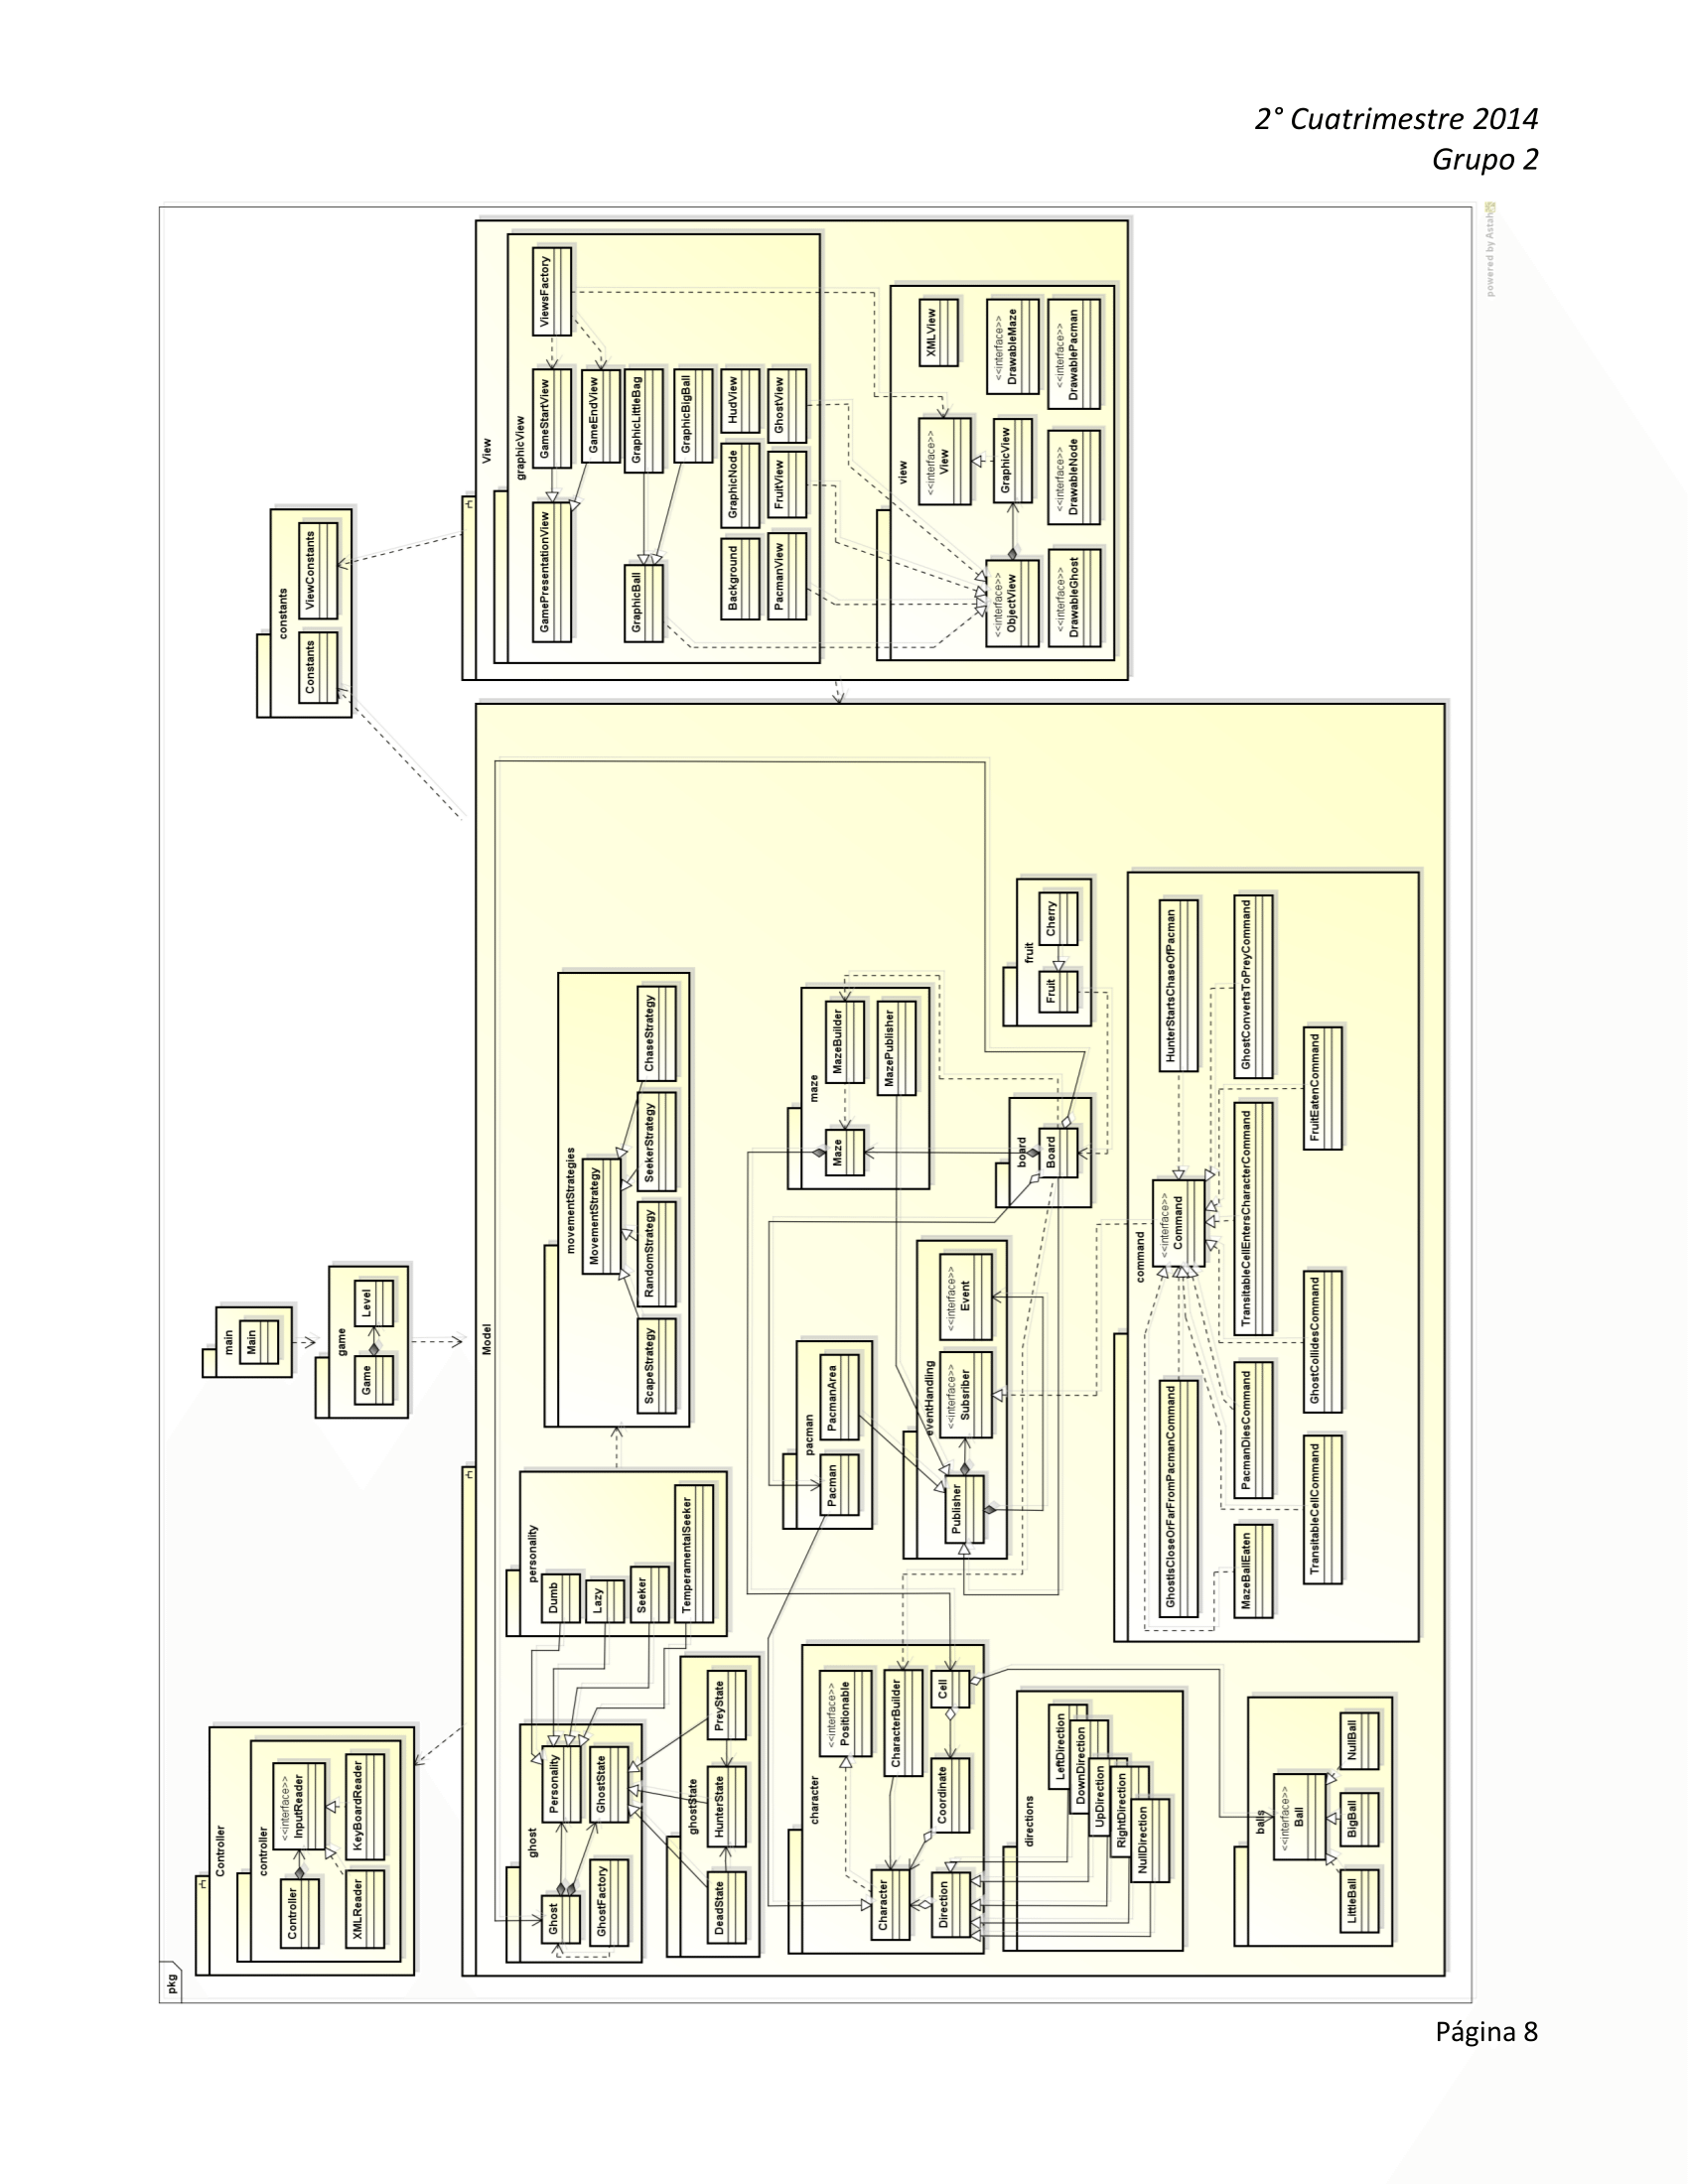 2° Cuatrimestre 2014
Grupo 2
pkg
Controller
controller
Controller
<<interface>>
InputReader
XMLReader
KeyBoardReader
main
Main
game
Game
Level
constants
Constants
ViewConstants
Model
ghost
Ghost
Personality
GhostFactory
GhostState
personality
Dumb
Lazy
Seeker
TemperamentalSeeker
ghostState
DeadState
HunterState
PreyState
movementStrategies
MovementStrategy
ScapeStrategy
RandomStrategy
SeekerStrategy
ChaseStrategy
character
<<interface>>
Positionable
Character
CharacterBuilder
Direction
Coordinate
Cell
pacman
Pacman
PacmanArea
maze
Maze
MazeBuilder
MazePublisher
eventHandling
Publisher
<<interface>>
Subsriber
<<interface>>
Event
board
Board
fruit
Fruit
Cherry
directions
LeftDirection
DownDirection
UpDirection
RightDirection
NullDirection
balls
<<interface>>
Ball
LittleBall
BigBall
NullBall
command
<<interface>>
Command
GhostIsCloseOrFarFromPacmanCommand
HunterStartsChaseOfPacman
MazeBallEaten
PacmanDiesCommand
TransitableCellEntersCharacterCommand
GhostConvertsToPreyCommand
TransitableCellCommand
GhostCollidesCommand
FruitEatenCommand
View
graphicView
GamePresentationView
GameStartView
ViewsFactory
GameEndView
GraphicBall
GraphicLittleBag
GraphicBigBall
Background
GraphicNode
HudView
PacmanView
FruitView
GhostView
view
<<interface>>
View
XMLView
<<interface>>
ObjectView
GraphicView
<<interface>>
DrawableMaze
<<interface>>
DrawableGhost
<<interface>>
DrawableNode
<<interface>>
DrawablePacman
powered by Astah
Página 8